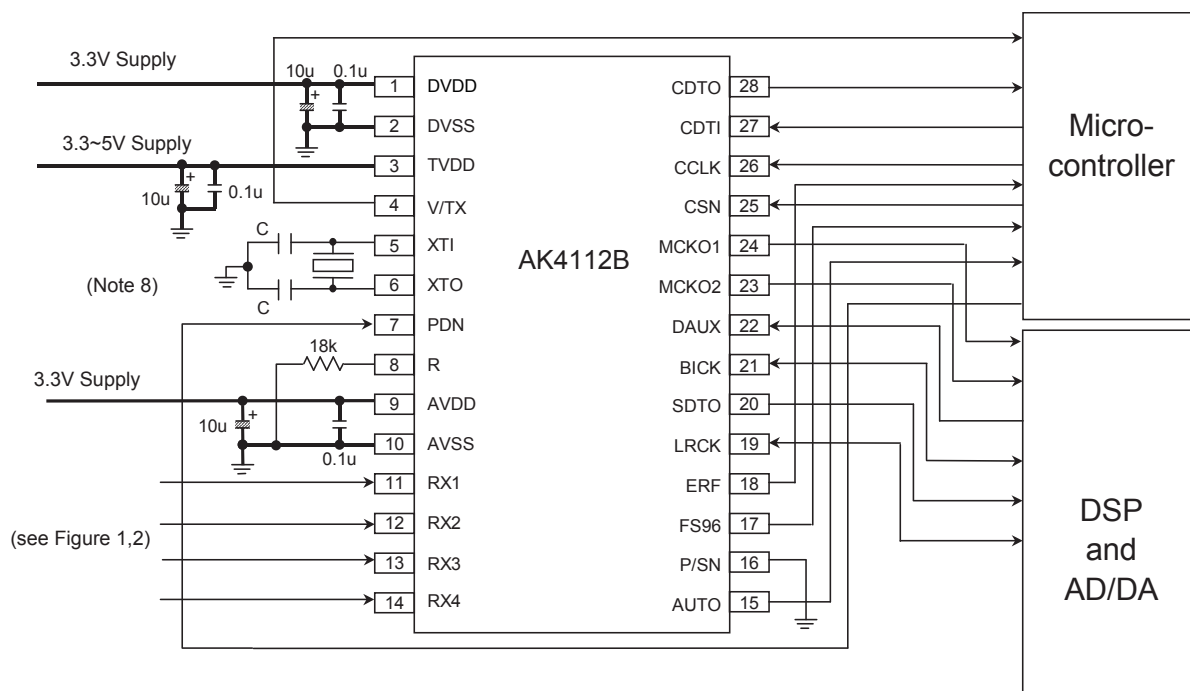 3.3V Supply
10u
+
0.1u
3.3~5V Supply
10u
+
0.1u
C
(Note 8)
C
18k
3.3V Supply
10u
+
0.1u
(see Figure 1,2)
AK4112B
1 DVDD
2 DVSS
3 TVDD
4 V/TX
5 XTI
6 XTO
7 PDN
8 R
9 AVDD
10 AVSS
11 RX1
12 RX2
13 RX3
14 RX4
CDTO 28
CDTI 27
CCLK 26
CSN 25
MCKO1 24
MCKO2 23
DAUX 22
BICK 21
SDTO 20
LRCK 19
ERF 18
FS96 17
P/SN 16
AUTO 15
Micro-
controller
DSP
and
AD/DA